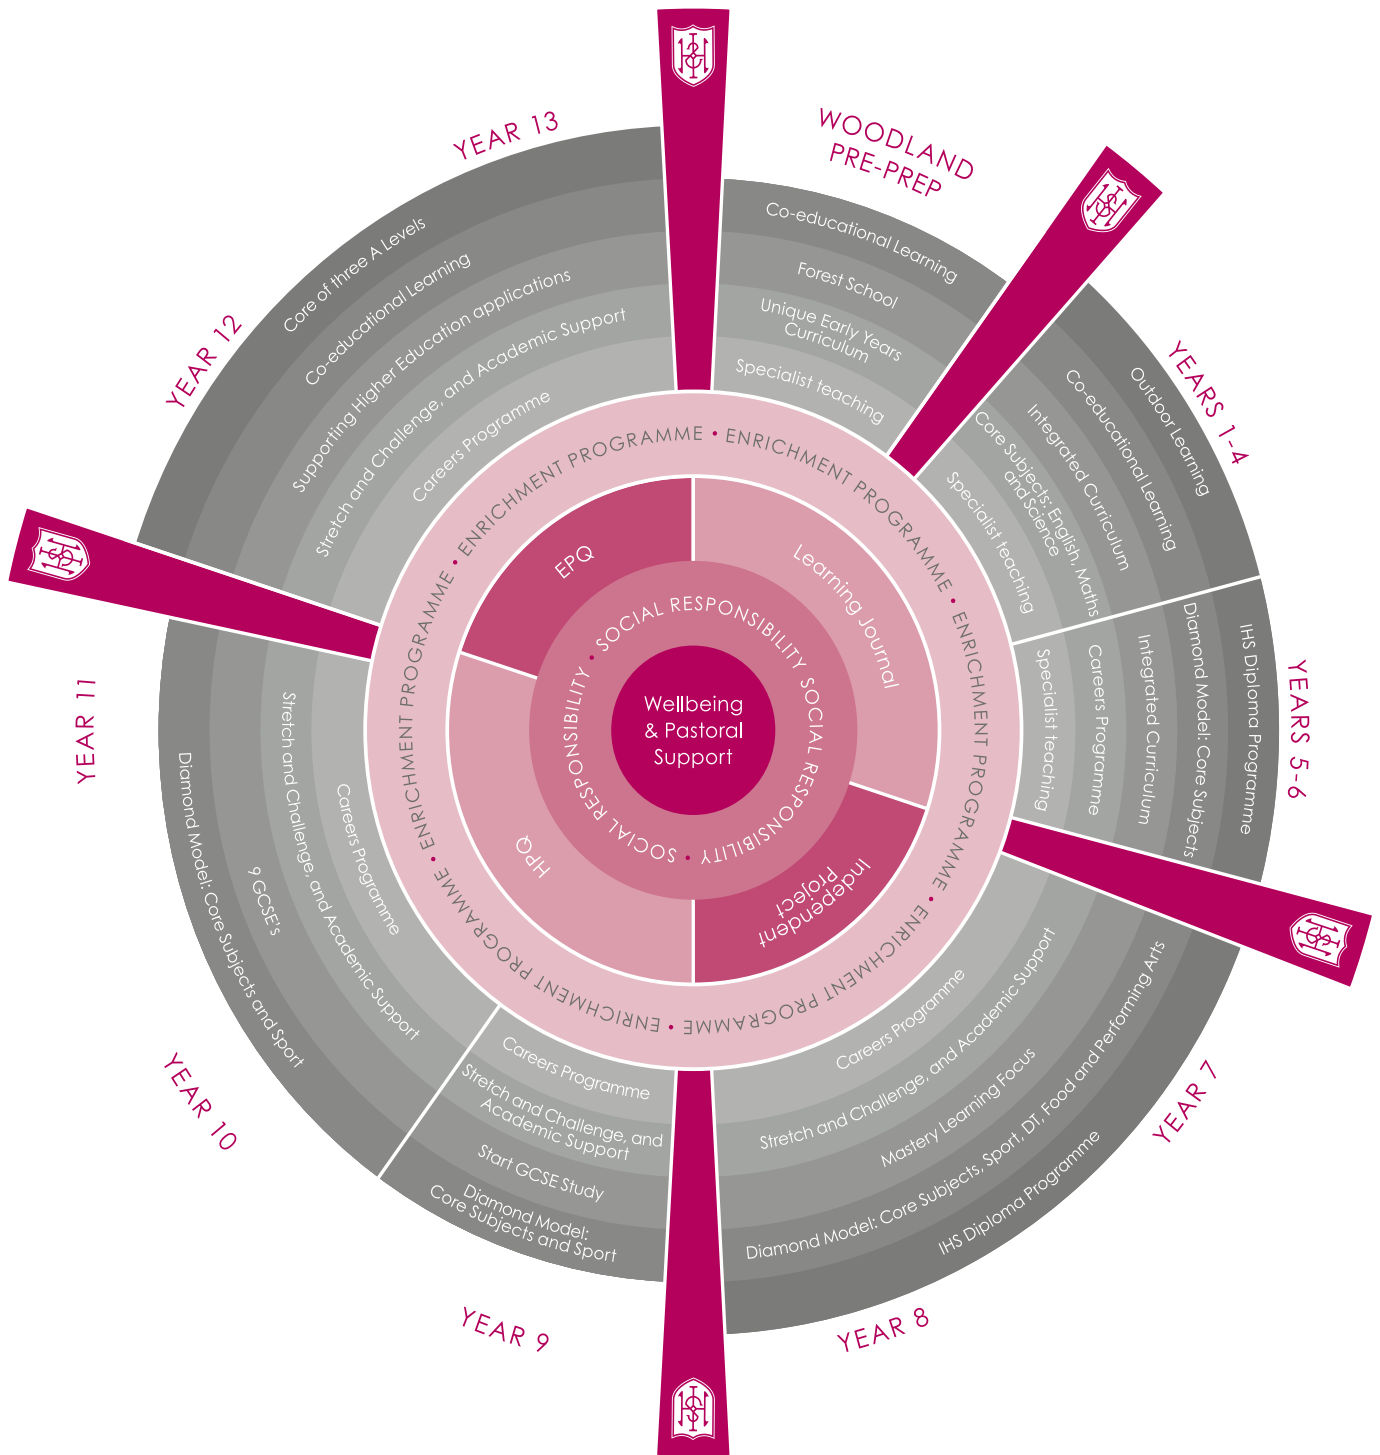 WOODLAND
PRE-PREP
Co-educational Learning
Forest School
Unique Early Years
Curriculum
Specialist teaching
YEARS 1-4
Outdoor Learning
Co-educational Learning
Integrated Curriculum
Core Subjects: English, Maths
and Science
Specialist teaching
YEARS 5-6
IHS Diploma Programme
Diamond Model: Core Subjects
Integrated Curriculum
Careers Programme
Specialist teaching
YEAR 7
YEAR 8
Careers Programme
Stretch and Challenge, and Academic Support
Mastery Learning Focus
Diamond Model: Core Subjects, Sport, DT, Food and Performing Arts
IHS Diploma Programme
YEAR 9
Careers Programme
Stretch and Challenge, and
Academic Support
Start GCSE Study
Diamond Model:
Core Subjects and Sport
YEAR 10
YEAR 11
Diamond Model: Core Subjects and Sport
9 GCSE's
Stretch and Challenge, and Academic Support
Careers Programme
YEAR 12
YEAR 13
Core of three A Levels
Co-educational Learning
Supporting Higher Education applications
Stretch and Challenge, and Academic Support
Careers Programme
ENRICHMENT PROGRAMME • ENRICHMENT PROGRAMME • ENRICHMENT PROGRAMME • ENRICHMENT PROGRAMME • ENRICHMENT PROGRAMME • ENRICHMENT PROGRAMME • ENRICHMENT PROGRAMME •
EPQ
Learning Journal
Independent
Project
HPQ
SOCIAL RESPONSIBILITY SOCIAL RESPONSIBILITY • SOCIAL RESPONSIBILITY •
Wellbeing
& Pastoral
Support